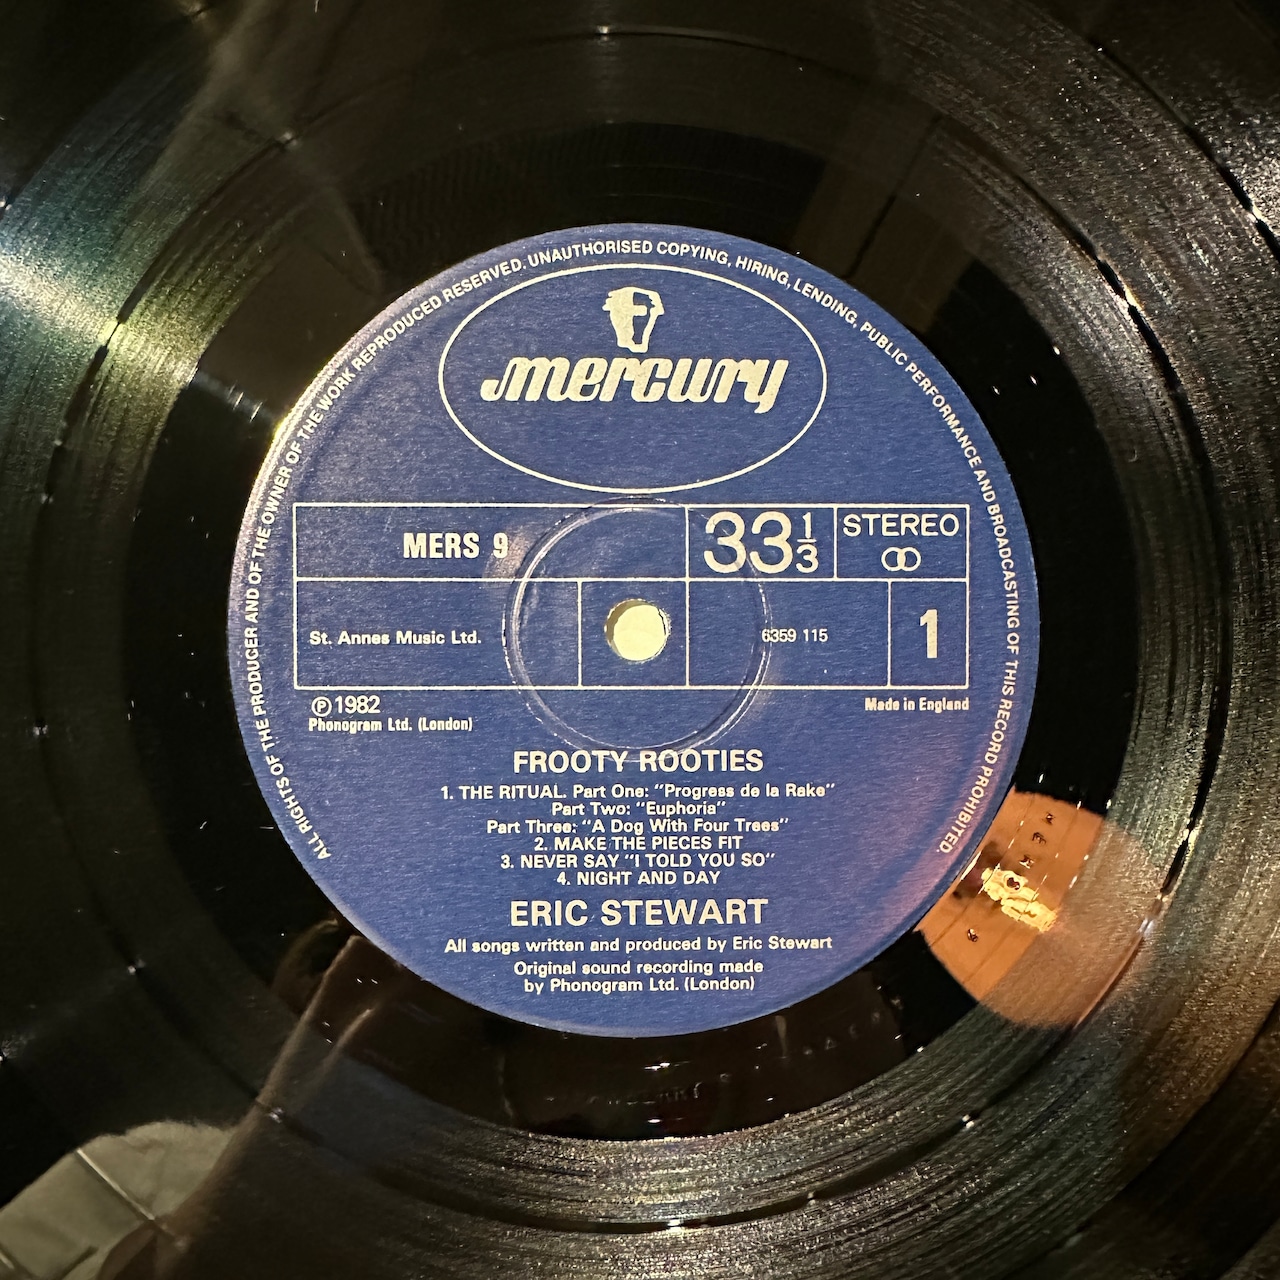 ALL RIGHTS OF THE PRODUCER AND OF THE OWNER OF THE WORK REPRODUCED RESERVED. UNAUTHORISED COPYING, HIRING, LENDING, PUBLIC PERFORMANCE AND BROADCASTING OF THIS RECORD PROHIBITED.
mercury
MERS 9
33 1/3
STEREO
St. Annes Music Ltd.
6359 115
1
Ⓟ1982
Phonogram Ltd. (London)
Made in England
FROOTY ROOTIES
1. THE RITUAL. Part One: "Progress de la Rake"
Part Two: "Euphoria"
Part Three: "A Dog With Four Trees"
2. MAKE THE PIECES FIT
3. NEVER SAY "I TOLD YOU SO"
4. NIGHT AND DAY
ERIC STEWART
All songs written and produced by Eric Stewart
Original sound recording made
by Phonogram Ltd. (London)